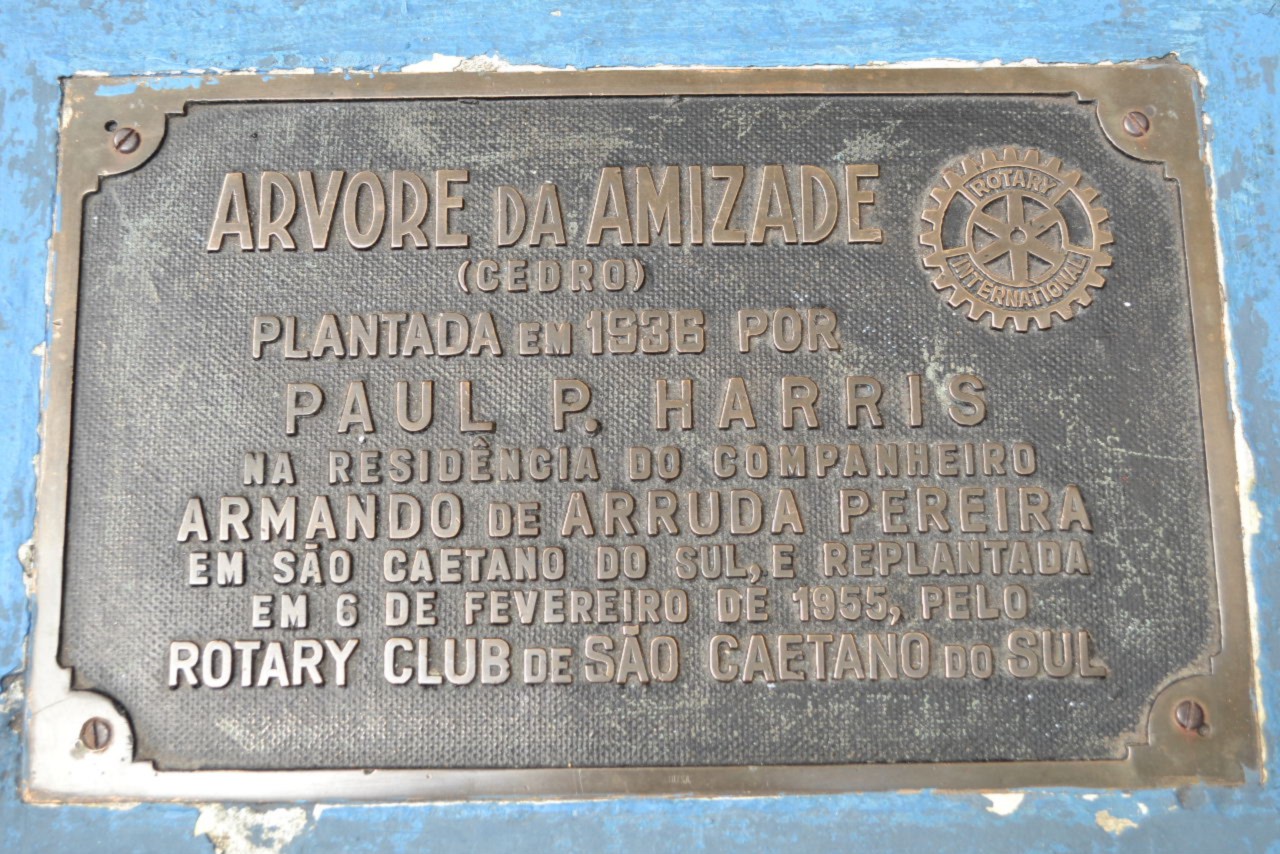 ARVORE DA AMIZADE
(CEDRO)
ROTARY
INTERNATIONAL
PLANTADA EM 1936 POR
PAUL P. HARRIS
NA RESIDÊNCIA DO COMPANHEIRO
ARMANDO DE ARRUDA PEREIRA
EM SÃO CAETANO DO SUL, E REPLANTADA
EM 6 DE FEVEREIRO DE 1955, PELO
ROTARY CLUB DE SÃO CAETANO DO SUL